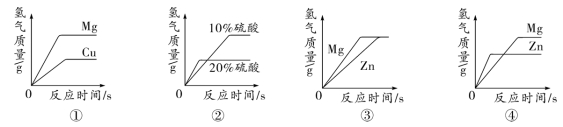 氢气质量/g
Mg
Cu
0
反应时间/s
①
氢气质量/g
10%硫酸
20%硫酸
0
反应时间/s
②
氢气质量/g
Mg
Zn
0
反应时间/s
③
氢气质量/g
Mg
Zn
0
反应时间/s
④